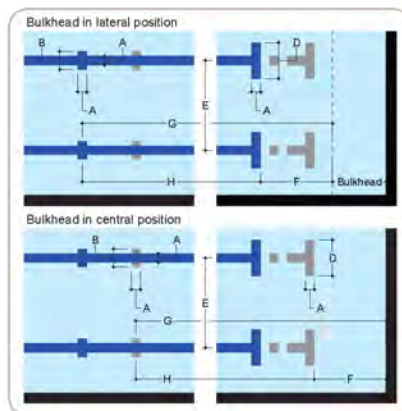 Bulkhead in lateral position
B A D
A A
E
G
H F Bulkhead
Bulkhead in central position
B A D
A A
E
G
H F